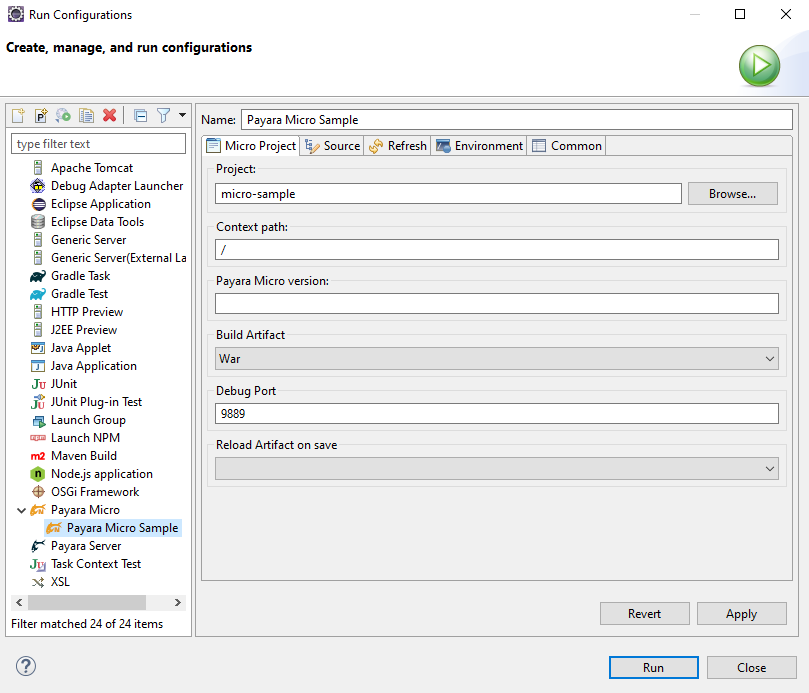 Run Configurations
Create, manage, and run configurations
type filter text
Apache Tomcat
Debug Adapter Launcher
Eclipse Application
Eclipse Data Tools
Generic Server
Generic Server(External La
Gradle Task
Gradle Test
HTTP Preview
J2EE Preview
Java Applet
Java Application
JUnit
JUnit Plug-in Test
Launch Group
Launch NPM
Maven Build
Node.js application
OSGi Framework
Payara Micro
Payara Micro Sample
Payara Server
Task Context Test
XSL
Filter matched 24 of 24 items
Name: Payara Micro Sample
Micro Project Source Refresh Environment Common
Project:
micro-sample Browse...
Context path:
/
Payara Micro version:
Build Artifact
War
Debug Port
9889
Reload Artifact on save
Revert Apply
Run Close